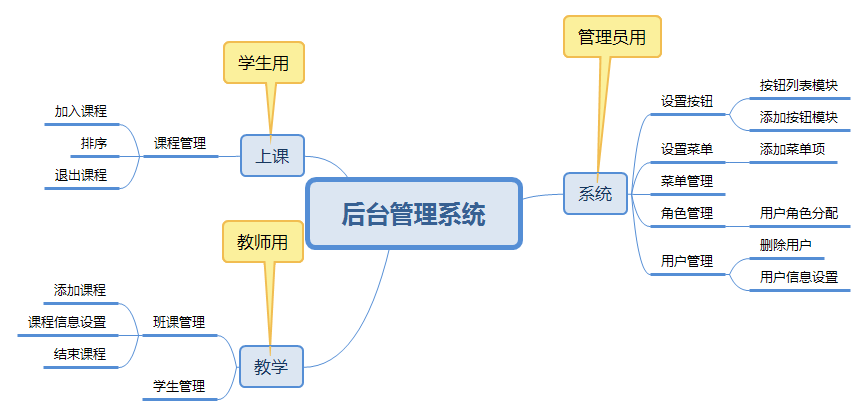 管理员用
学生用
按钮列表模块
设置按钮
加入课程
添加按钮模块
排序
课程管理
上课
设置菜单
添加菜单项
退出课程
菜单管理
系统
后台管理系统
角色管理
用户角色分配
教师用
删除用户
用户管理
用户信息设置
添加课程
课程信息设置
班课管理
结束课程
教学
学生管理